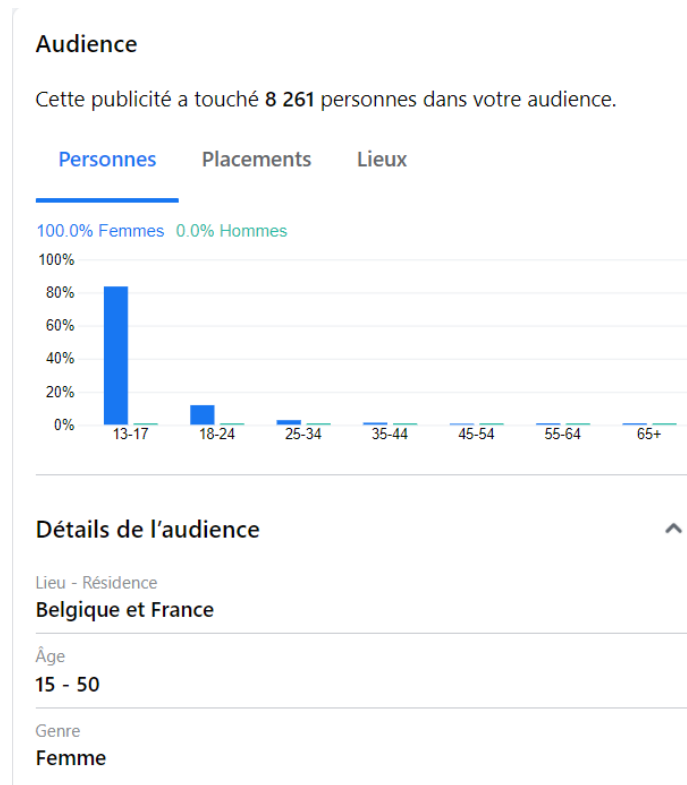 Audience
Cette publicité a touché 8 261 personnes dans votre audience.
Personnes Placements Lieux
100.0% Femmes 0.0% Hommes
100%
80%
60%
40%
20%
0%
13-17 18-24 25-34 35-44 45-54 55-64 65+
Détails de l’audience
Lieu - Résidence
Belgique et France
Âge
15 - 50
Genre
Femme